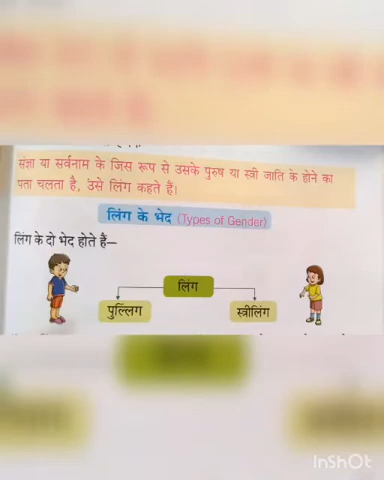 संज्ञा या सर्वनाम के जिस रूप से उसके पुरुष या स्त्री जाति के होने का
पता चलता है, उसे लिंग कहते हैं।
लिंग के भेद (Types of Gender)
लिंग के दो भेद होते हैं—
लिंग
पुल्लिंग
स्त्रीलिंग
InShOt